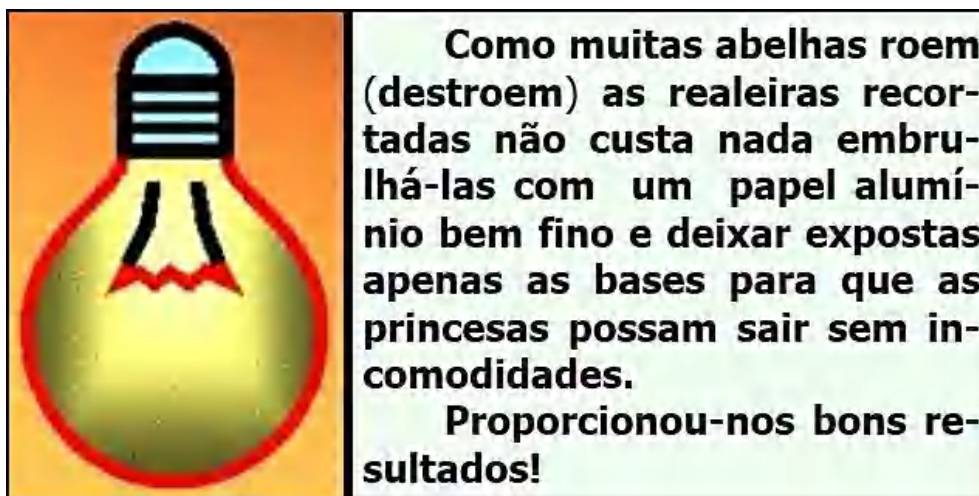 Como muitas abelhas roem
(destroem) as realeiras recor-
tadas não custa nada embru-
lhá-las com um papel alumí-
nio bem fino e deixar expostas
apenas as bases para que as
princesas possam sair sem in-
comodidades.
Proporcionou-nos bons re-
sultados!